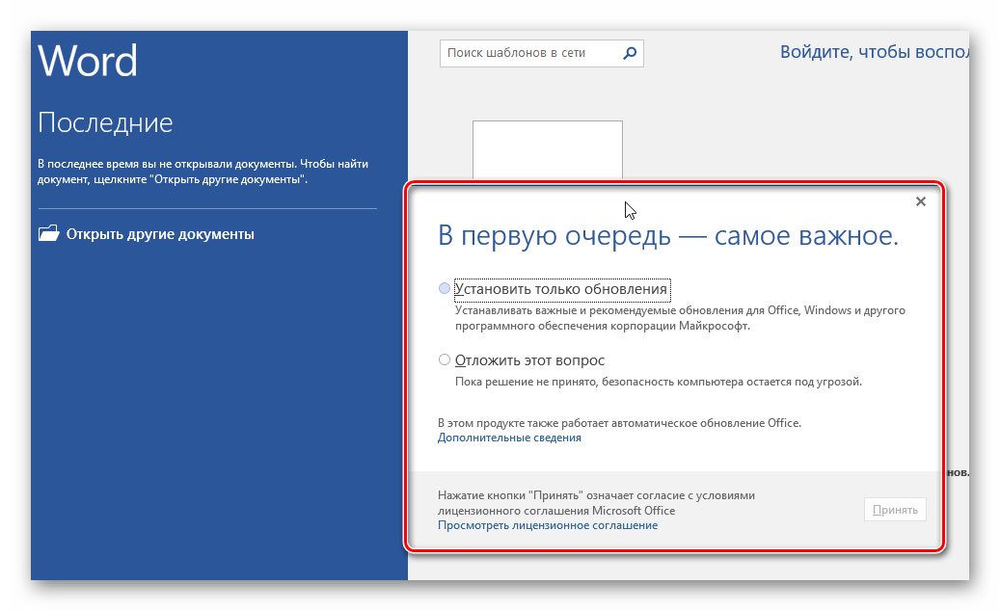 Word
Последние
В последнее время вы не открывали документы. Чтобы найти
документ, щелкните "Открыть другие документы".
Открыть другие документы
Поиск шаблонов в сети
Войдите, чтобы воспол
В первую очередь — самое важное.
Установить только обновления
Устанавливать важные и рекомендуемые обновления для Office, Windows и другого
программного обеспечения корпорации Майкрософт.
Отложить этот вопрос
Пока решение не принято, безопасность компьютера остается под угрозой.
В этом продукте также работает автоматическое обновление Office.
Дополнительные сведения
нов.
Нажатие кнопки "Принять" означает согласие с условиями
лицензионного соглашения Microsoft Office
Просмотреть лицензионное соглашение
Принять